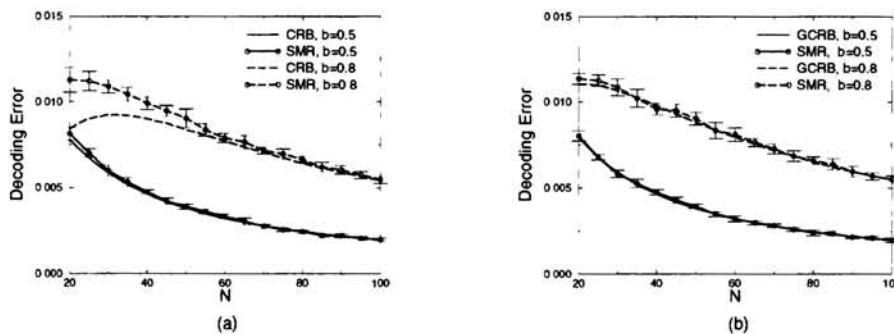 0.015
0.010
0.005
0.000
Decoding Error
CRB, b=0.5
SMR, b=0.5
CRB, b=0.8
SMR, b=0.8
20 40 60 80 100
N
(a)
0.015
0.010
0.005
0.000
Decoding Error
GCRB, b=0.5
SMR, b=0.5
GCRB, b=0.8
SMR, b=0.8
20 40 60 80 100
N
(b)